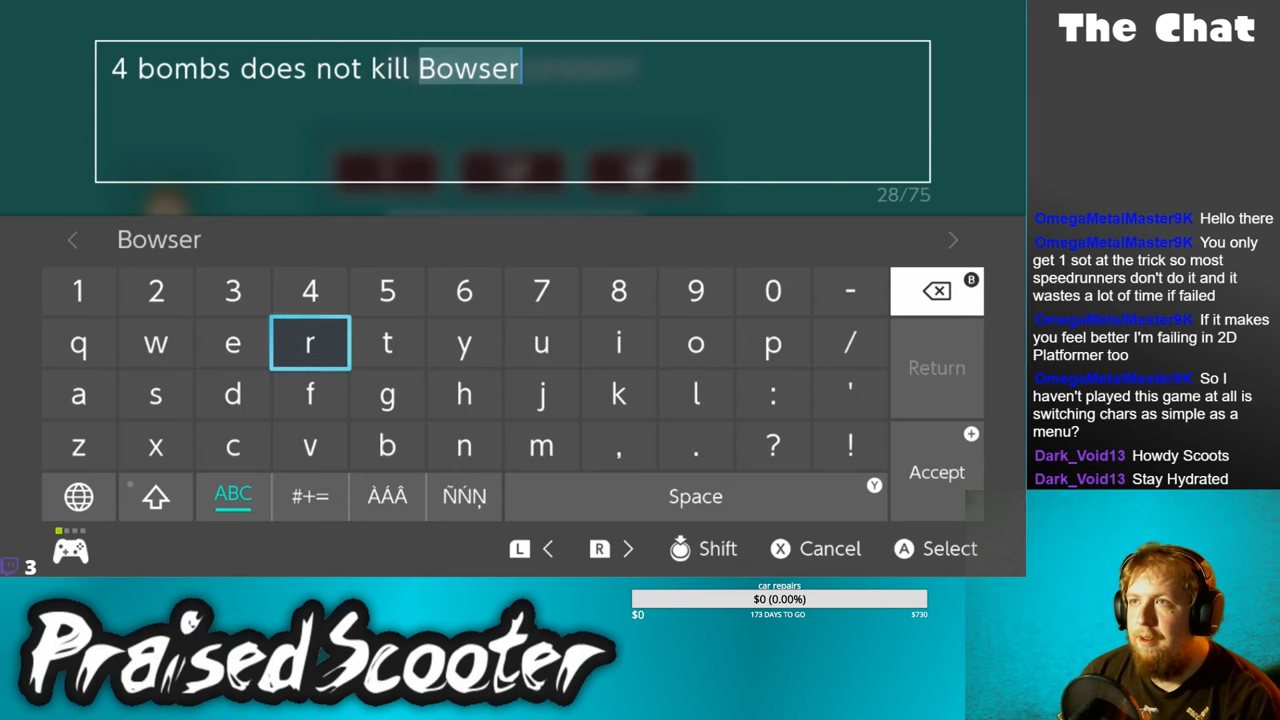 The Chat
4 bombs does not kill Bowser
28/75
Bowser
1 2 3 4 5 6 7 8 9 0 - B
q w e r t y u i o p /
Return
a s d f g h j k l : '
z x c v b n m , . ? ! +
Accept
ABC #+= ÀÁÂ ÑŃŅ Space Y
L R Shift X Cancel A Select
OmegaMetalMaster9K Hello there
OmegaMetalMaster9K You only
get 1 sot at the trick so most
speedrunners don't do it and it
wastes a lot of time if failed
OmegaMetalMaster9K If it makes
you feel better I'm failing in 2D
Platformer too
OmegaMetalMaster9K So I
haven't played this game at all is
switching chars as simple as a
menu?
Dark_Void13 Howdy Scoots
Dark_Void13 Stay Hydrated
3
car repairs
$0 (0.00%)
$0 173 DAYS TO GO $730
PraisedScooter